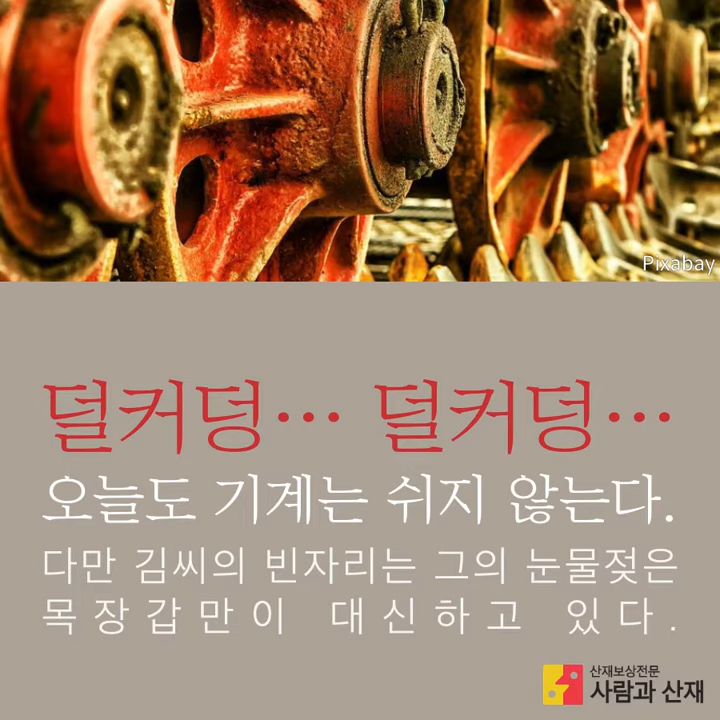 Pixabay
덜커덩… 덜커덩…
오늘도 기계는 쉬지 않는다.
다만 김씨의 빈자리는 그의 눈물젖은
목장갑만이 대신하고 있다.
산재보상전문
사람과 산재